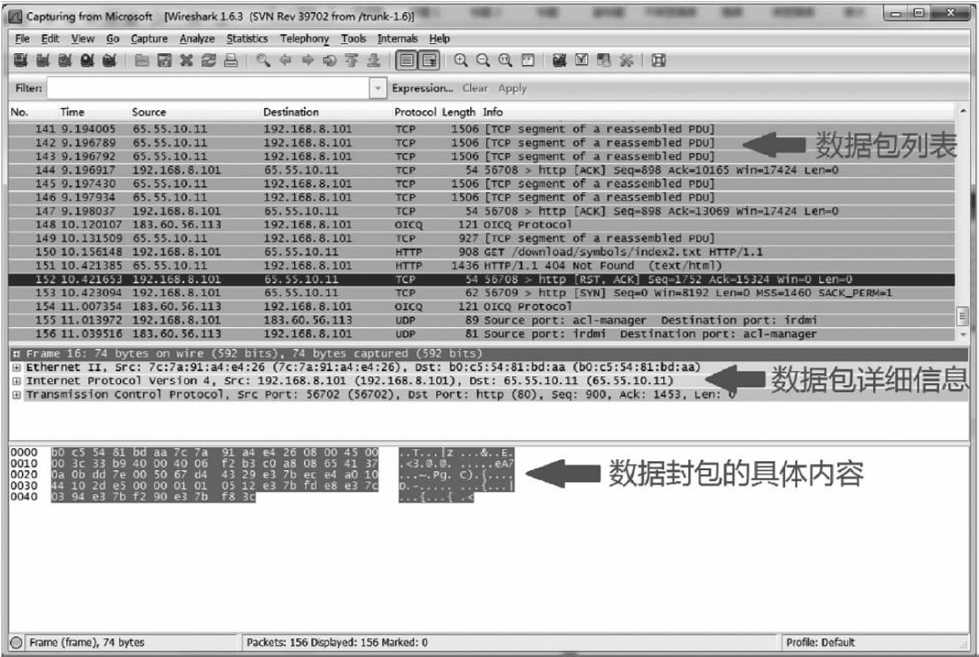 Capturing from Microsoft [Wireshark 1.6.3 (SVN Rev 39702 from /trunk-1.6)]
File Edit View Go Capture Analyze Statistics Telephony Tools Internals Help
Filter: Expression... Clear Apply
No. Time Source Destination Protocol Length Info
141 9.194005 65.55.10.11 192.168.8.101 TCP 1506 [TCP segment of a reassembled PDU]
142 9.196789 65.55.10.11 192.168.8.101 TCP 1506 [TCP segment of a reassembled PDU]
数据包列表
143 9.196792 65.55.10.11 192.168.8.101 TCP 1506 [TCP segment of a reassembled PDU]
144 9.196917 192.168.8.101 65.55.10.11 TCP 54 56708 > http [ACK] Seq=898 Ack=10165 Win=17424 Len=0
145 9.197430 65.55.10.11 192.168.8.101 TCP 1506 [TCP segment of a reassembled PDU]
146 9.197934 65.55.10.11 192.168.8.101 TCP 1506 [TCP segment of a reassembled PDU]
147 9.198037 192.168.8.101 65.55.10.11 TCP 54 56708 > http [ACK] Seq=898 Ack=13069 Win=17424 Len=0
148 10.120107 183.60.56.113 192.168.8.101 OICQ 121 OICQ Protocol
149 10.131509 65.55.10.11 192.168.8.101 TCP 927 [TCP segment of a reassembled PDU]
150 10.156148 192.168.8.101 65.55.10.11 HTTP 908 GET /download/symbols/index2.txt HTTP/1.1
151 10.421385 65.55.10.11 192.168.8.101 HTTP 1436 HTTP/1.1 404 Not Found (text/html)
152 10.421653 192.168.8.101 65.55.10.11 TCP 54 56708 > http [RST, ACK] Seq=1752 Ack=15324 Win=0 Len=0
153 10.423094 192.168.8.101 65.55.10.11 TCP 62 56709 > http [SYN] Seq=0 Win=8192 Len=0 MSS=1460 SACK_PERM=1
154 11.007354 192.168.8.101 183.60.56.113 OICQ 121 OICQ Protocol
155 11.013972 192.168.8.101 183.60.56.113 UDP 89 Source port: acl-manager Destination port: irdmi
156 11.039516 183.60.56.113 192.168.8.101 UDP 81 Source port: irdmi Destination port: acl-manager
Frame 16: 74 bytes on wire (592 bits), 74 bytes captured (592 bits)
Ethernet II, Src: 7c:7a:91:a4:e4:26 (7c:7a:91:a4:e4:26), Dst: b0:c5:54:81:bd:aa (b0:c5:54:81:bd:aa)
Internet Protocol Version 4, Src: 192.168.8.101 (192.168.8.101), Dst: 65.55.10.11 (65.55.10.11)
数据包详细信息
Transmission Control Protocol, Src Port: 56702 (56702), Dst Port: http (80), Seq: 900, Ack: 1453, Len: 0
0000 b0 c5 54 81 bd aa 7c 7a 91 a4 e4 26 08 00 45 00 ..T...|z ...&..E.
0010 00 3c 33 b9 40 00 40 06 f2 b3 c0 a8 08 65 41 37 .<3.@.@. .....eA7
0020 0a 0b dd 7e 00 50 67 d4 43 29 e3 7b ec e4 a0 10 ...~.Pg. C).{....
数据封包的具体内容
0030 44 10 2d e5 00 00 01 01 05 12 e3 7b fd e8 e3 7c D.-..... ...{...|
0040 03 94 e3 7b f2 90 e3 7b f8 3c ...{...{ .<
Frame (frame), 74 bytes Packets: 156 Displayed: 156 Marked: 0 Profile: Default